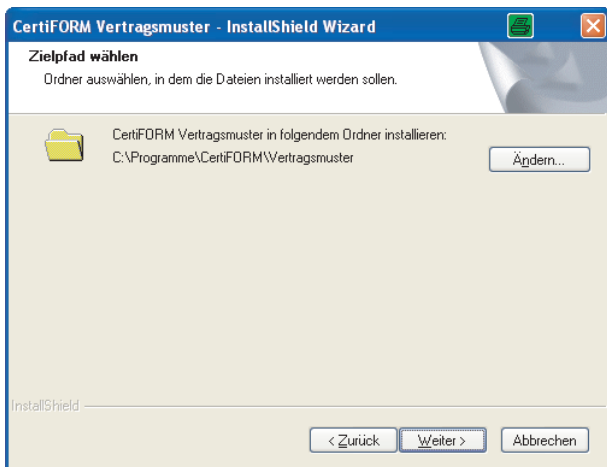 CertiFORM Vertragsmuster - InstallShield Wizard
Zielpfad wählen
Ordner auswählen, in dem die Dateien installiert werden sollen.
CertiFORM Vertragsmuster in folgendem Ordner installieren:
C:\Programme\CertiFORM\Vertragsmuster
Ändern...
InstallShield
< Zurück
Weiter >
Abbrechen